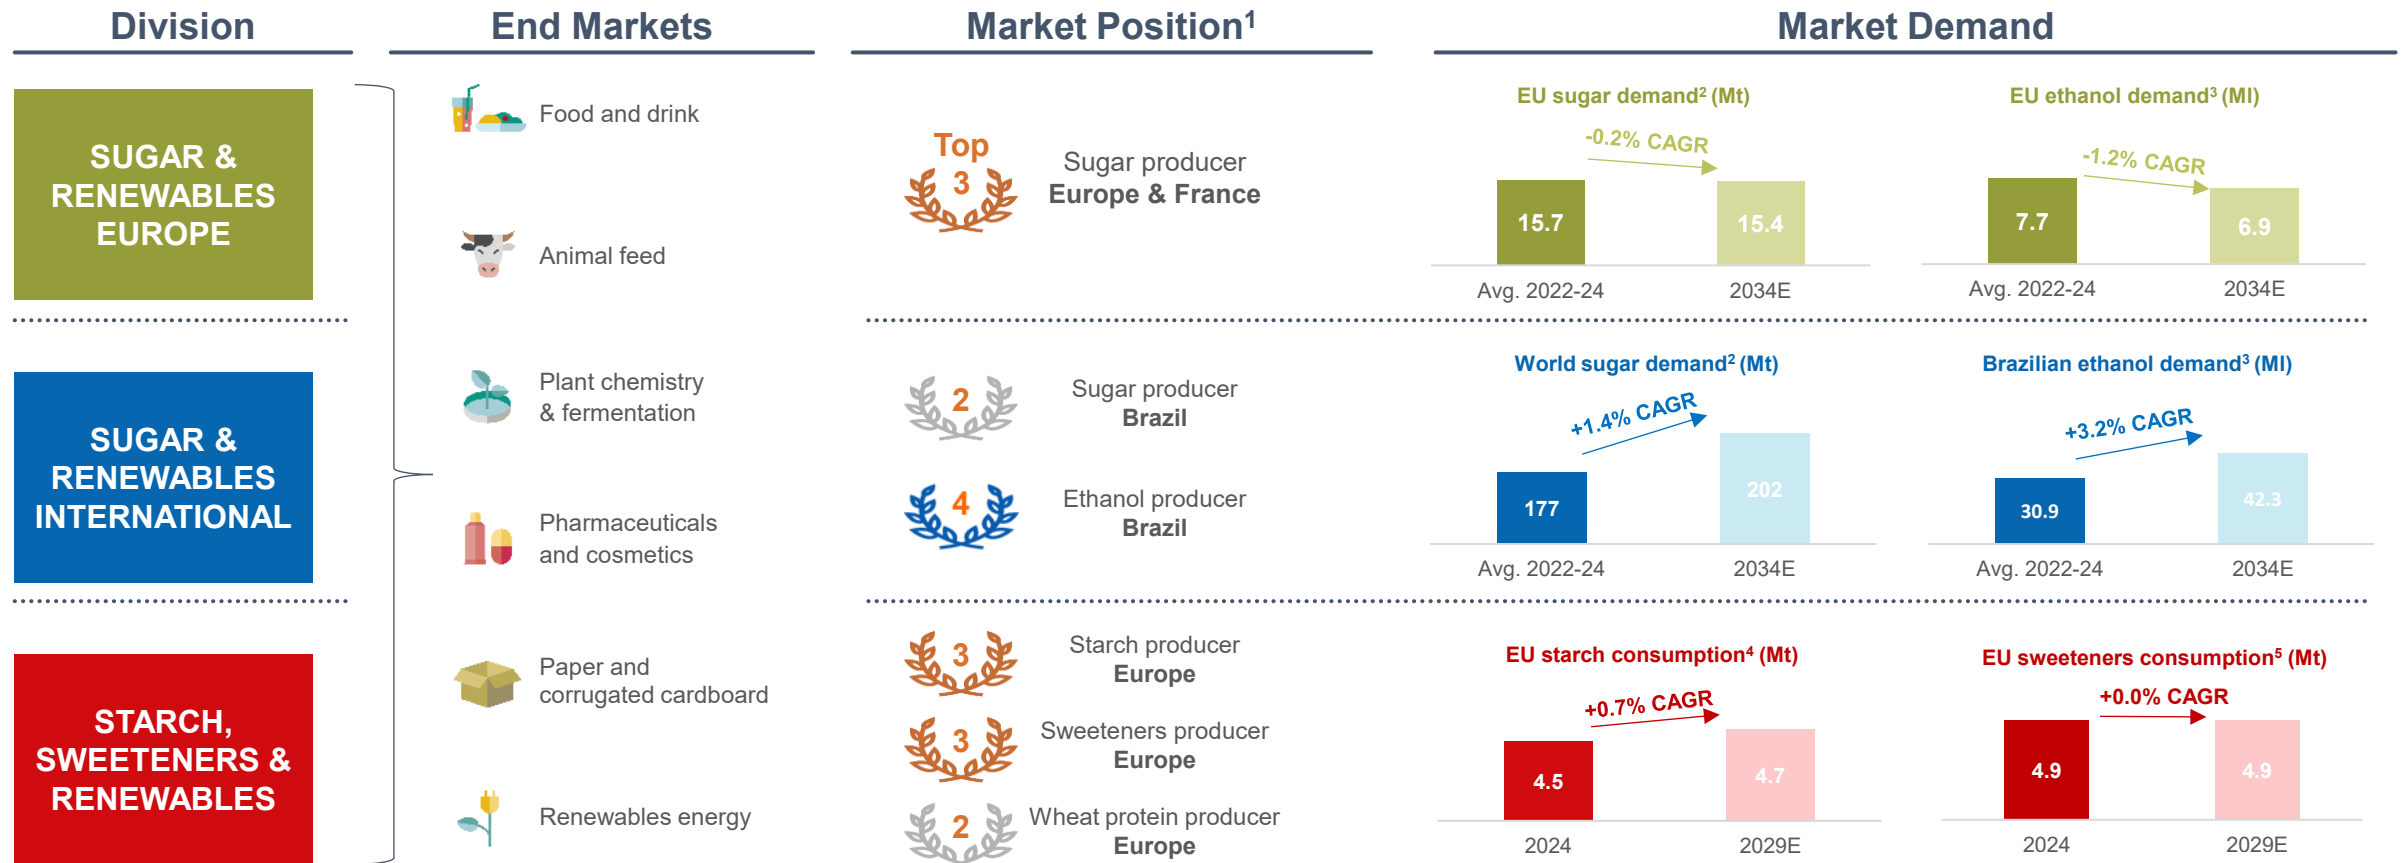 Division
End Markets
Market Position¹
Market Demand
SUGAR &
RENEWABLES
EUROPE
SUGAR &
RENEWABLES
INTERNATIONAL
STARCH,
SWEETENERS &
RENEWABLES
Food and drink
Animal feed
Plant chemistry
& fermentation
Pharmaceuticals
and cosmetics
Paper and
corrugated cardboard
Renewables energy
Top
3
Sugar producer
Europe & France
2
Sugar producer
Brazil
4
Ethanol producer
Brazil
3
Starch producer
Europe
3
Sweeteners producer
Europe
2
Wheat protein producer
Europe
EU sugar demand² (Mt)
-0.2% CAGR
15.7
15.4
Avg. 2022-24
2034E
EU ethanol demand³ (Ml)
-1.2% CAGR
7.7
6.9
Avg. 2022-24
2034E
World sugar demand² (Mt)
+1.4% CAGR
177
202
Avg. 2022-24
2034E
Brazilian ethanol demand³ (Ml)
+3.2% CAGR
30.9
42.3
Avg. 2022-24
2034E
EU starch consumption⁴ (Mt)
+0.7% CAGR
4.5
4.7
2024
2029E
EU sweeteners consumption⁵ (Mt)
+0.0% CAGR
4.9
4.9
2024
2029E